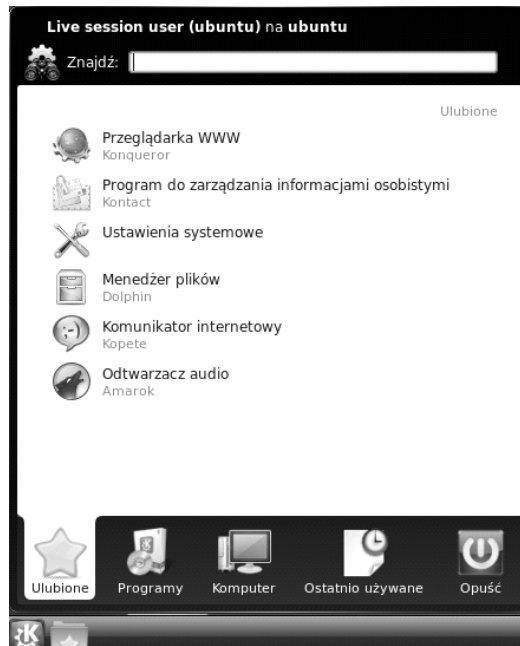 Live session user (ubuntu) na ubuntu
Znajdź:
Ulubione
Przeglądarka WWW
Konqueror
Program do zarządzania informacjami osobistymi
Kontact
Ustawienia systemowe
Menedżer plików
Dolphin
Komunikator internetowy
Kopete
Odtwarzacz audio
Amarok
Ulubione Programy Komputer Ostatnio używane Opuść